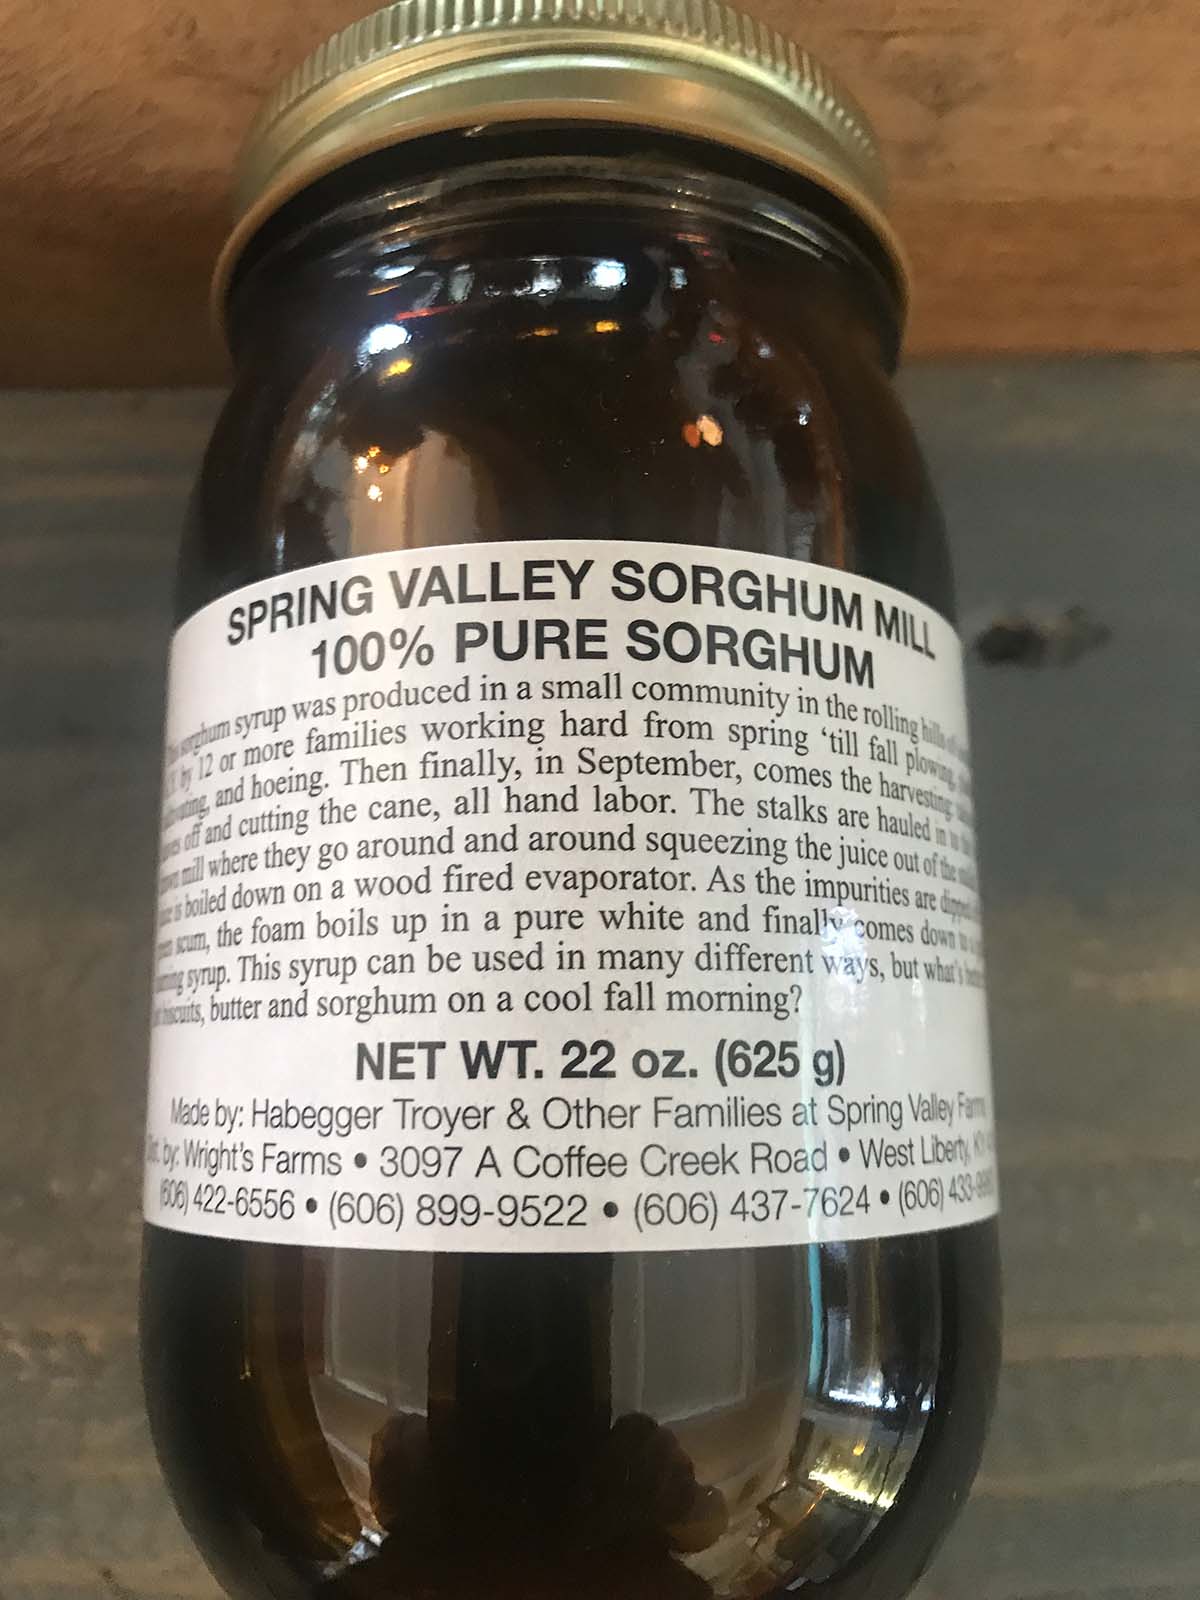 SPRING VALLEY SORGHUM MILL
100% PURE SORGHUM
sorghum syrup was produced in a small community in the rolling hills
by 12 or more families working hard from spring ‘till fall plowing,
and hoeing. Then finally, in September, comes the harvesting,
off and cutting the cane, all hand labor. The stalks are hauled in to the
mill where they go around and around squeezing the juice out of the
is boiled down on a wood fired evaporator. As the impurities are dipped
scum, the foam boils up in a pure white and finally comes down
syrup. This syrup can be used in many different ways, but what's
biscuits, butter and sorghum on a cool fall morning?
NET WT. 22 oz. (625 g)
Made by: Habegger Troyer & Other Families at Spring Valley Farm
by: Wright's Farms • 3097 A Coffee Creek Road • West Liberty, KY
(606) 422-6556 • (606) 899-9522 • (606) 437-7624 • (606)